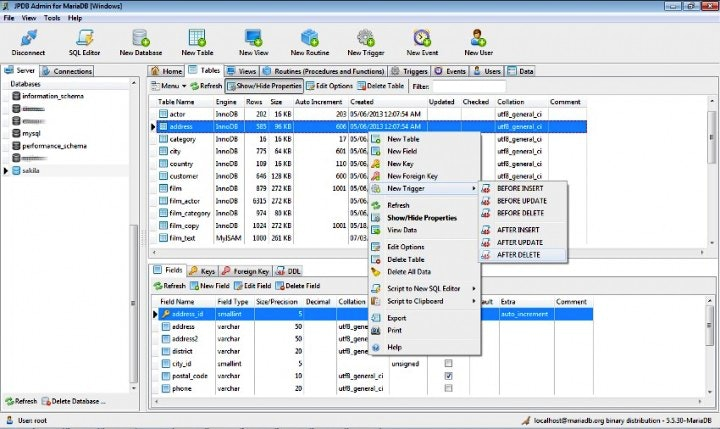 JPDB Admin for MariaDB [Windows]
File View Tools Help
Disconnect SQL Editor New Database New Table New View New Routine New Trigger New Event New User
Server Connections
Home Tables Views Routines (Procedures and Functions) Triggers Events Users Data
Databases
information_schema
mysql
performance_schema
sakila
Menu Refresh Show/Hide Properties Edit Options Delete Table Filter:
Table Name Engine Rows Size Auto Increment Created Updated Checked Collation Comment
actor InnoDB 202 16 KB 203 05/06/2013 12:07:54 AM utf8_general_ci
address InnoDB 585 96 KB 606 05/06/2013 12:07:54 AM utf8_general_ci
category InnoDB 16 16 KB 17 05/06 utf8_general_ci
city InnoDB 775 64 KB 601 05/06 utf8_general_ci
country InnoDB 109 16 KB 110 05/06 utf8_general_ci
customer InnoDB 646 128 KB 600 05/06 utf8_general_ci
film InnoDB 879 272 KB 1001 05/06
film_actor InnoDB 6315 272 KB 05/06
film_category InnoDB 974 80 KB 05/06
film_copy InnoDB 1024 272 KB 1001 05/06
film_text MyISAM 1000 261 KB 07/03
New Table
New Field
New Key
New Foreign Key
New Trigger
Refresh
Show/Hide Properties
View Data
Edit Options
Delete Table
Delete All Data
Script to New SQL Editor
Script to Clipboard
Export
Print
Help
BEFORE INSERT
BEFORE UPDATE
BEFORE DELETE
AFTER INSERT
AFTER UPDATE
AFTER DELETE
Fields Keys Foreign Key DDL
Refresh New Field Edit Field Delete Field
Field Name Field Type Size/Precision Decimal Collation Extra Comment
address_id smallint 5 auto_increment
address varchar 50 utf8_general
address2 varchar 50 utf8_general
district varchar 20 utf8_general
city_id smallint 5 unsigned
postal_code varchar 10 utf8_general_ci
phone varchar 20 utf8_general_ci
Refresh Delete Database ...
User: root
localhost@mariadb.org binary distribution - 5.5.30-MariaDB